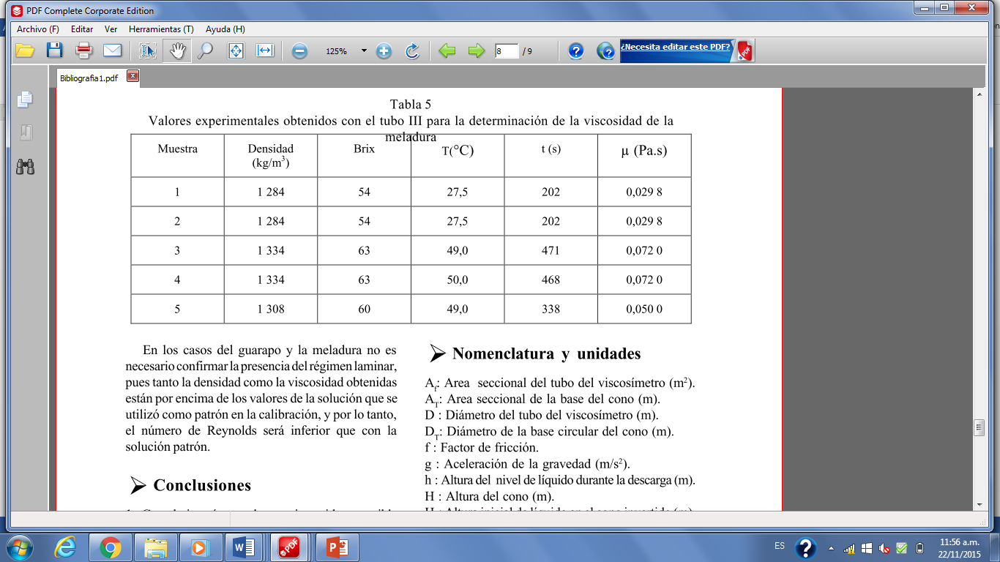 PDF Complete Corporate Edition
Archivo (F) Editar Ver Herramientas (T) Ayuda (H)
125% 8 / 9 ¿Necesita editar este PDF? PDF
Bibliografia1.pdf
Tabla 5
Valores experimentales obtenidos con el tubo III para la determinación de la viscosidad de la
meladura
Muestra Densidad (kg/m³) Brix T(°C) t (s) µ (Pa.s)
1 1 284 54 27,5 202 0,029 8
2 1 284 54 27,5 202 0,029 8
3 1 334 63 49,0 471 0,072 0
4 1 334 63 50,0 468 0,072 0
5 1 308 60 49,0 338 0,050 0
En los casos del guarapo y la meladura no es
necesario confirmar la presencia del régimen laminar,
pues tanto la densidad como la viscosidad obtenidas
están por encima de los valores de la solución que se
utilizó como patrón en la calibración, y por lo tanto,
el número de Reynolds será inferior que con la
solución patrón.
Conclusiones
Nomenclatura y unidades
Af: Area seccional del tubo del viscosímetro (m²).
AT: Area seccional de la base del cono (m).
D : Diámetro del tubo del viscosímetro (m).
DT: Diámetro de la base circular del cono (m).
f : Factor de fricción.
g : Aceleración de la gravedad (m/s²).
h : Altura del nivel de líquido durante la descarga (m).
H : Altura del cono (m).
ES 11:56 a.m.
22/11/2015